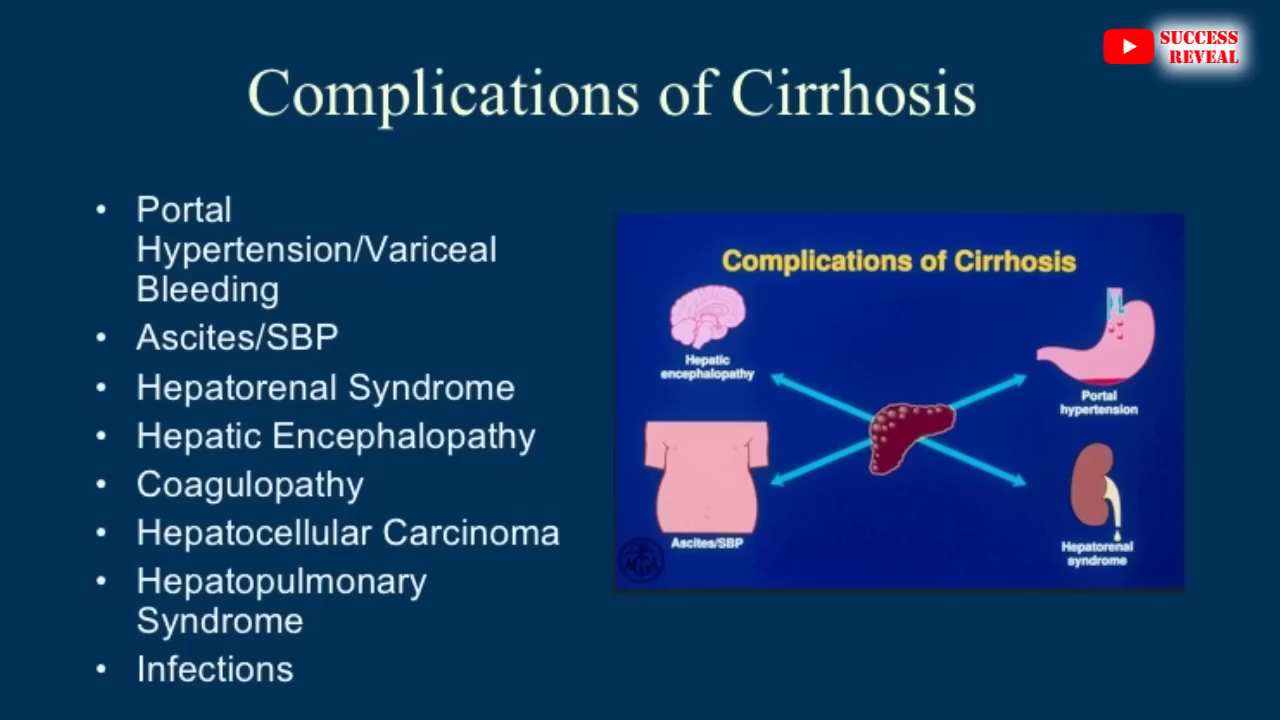 SUCCESS
REVEAL
Complications of Cirrhosis
• Portal
Hypertension/Variceal
Bleeding
• Ascites/SBP
• Hepatorenal Syndrome
• Hepatic Encephalopathy
• Coagulopathy
• Hepatocellular Carcinoma
• Hepatopulmonary
Syndrome
• Infections
Complications of Cirrhosis
Hepatic
encephalopathy
Portal
hypertension
Ascites/SBP
Hepatorenal
syndrome